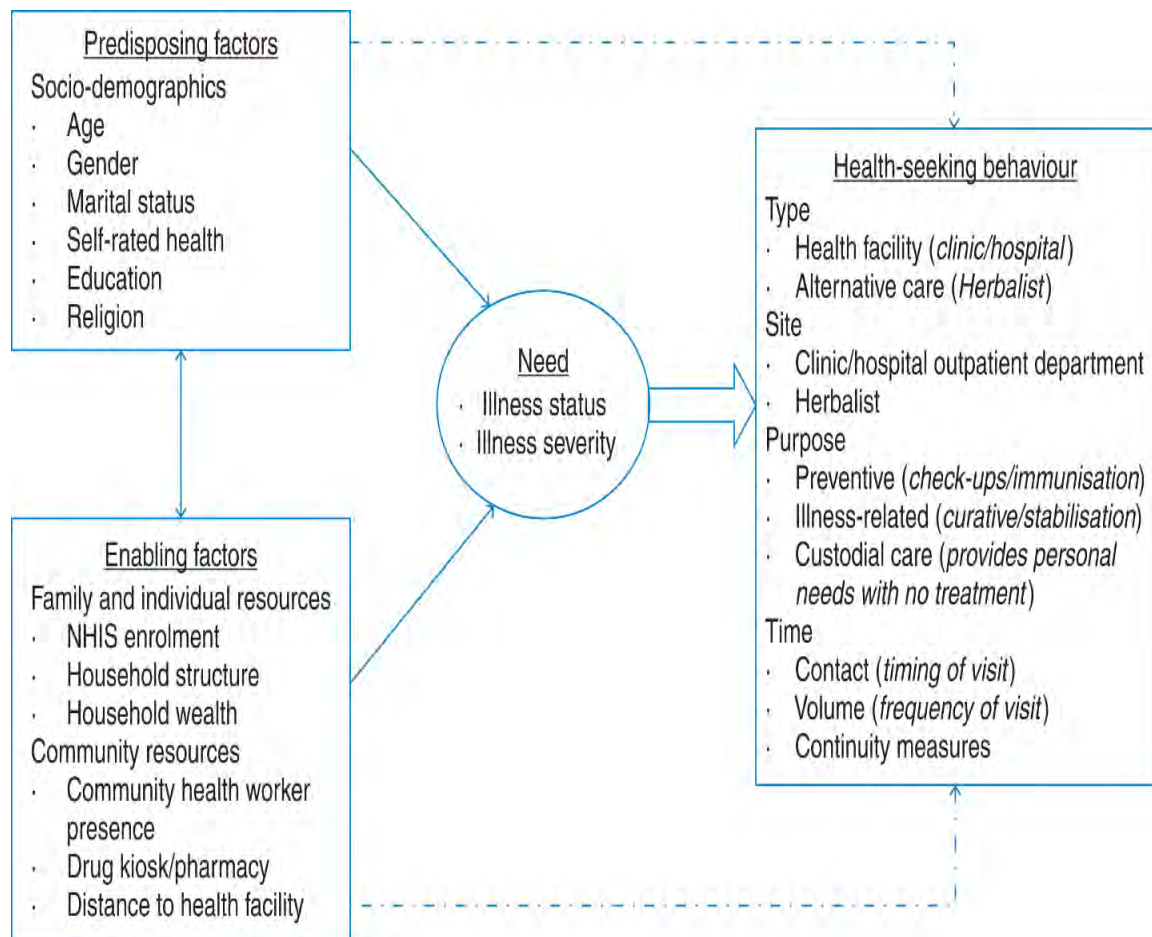 Predisposing factors
Socio-demographics
· Age
· Gender
· Marital status
· Self-rated health
· Education
· Religion
Enabling factors
Family and individual resources
· NHIS enrolment
· Household structure
· Household wealth
Community resources
· Community health worker
presence
· Drug kiosk/pharmacy
· Distance to health facility
Need
· Illness status
· Illness severity
Health-seeking behaviour
Type
· Health facility (clinic/hospital)
· Alternative care (Herbalist)
Site
· Clinic/hospital outpatient department
· Herbalist
Purpose
· Preventive (check-ups/immunisation)
· Illness-related (curative/stabilisation)
· Custodial care (provides personal
needs with no treatment)
Time
· Contact (timing of visit)
· Volume (frequency of visit)
· Continuity measures